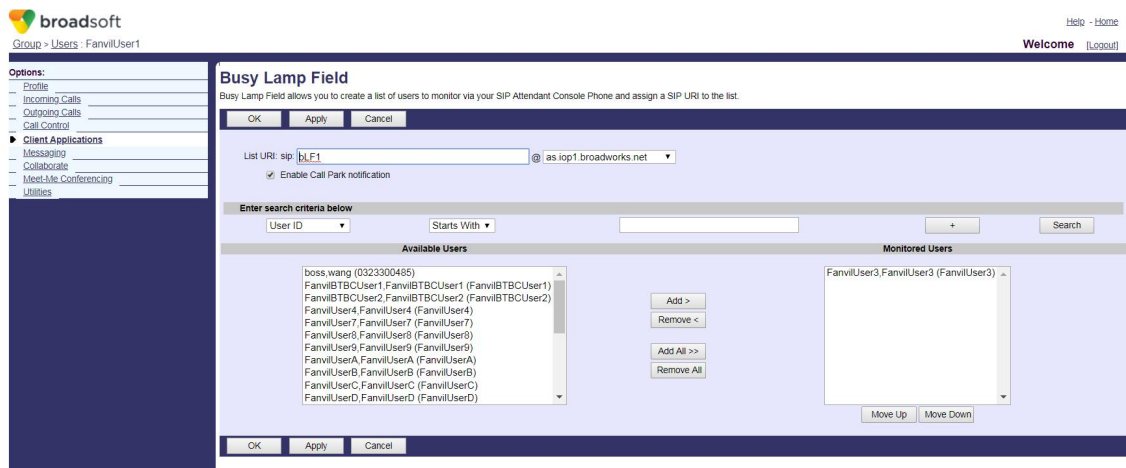 broadsoft
Help - Home
Group > Users : FanvilUser1
Welcome [Logout]
Options:
Profile
Incoming Calls
Outgoing Calls
Call Control
Client Applications
Messaging
Collaborate
Meet-Me Conferencing
Utilities
Busy Lamp Field
Busy Lamp Field allows you to create a list of users to monitor via your SIP Attendant Console Phone and assign a SIP URI to the list.
OK Apply Cancel
List URI: sip: bLF1 @ as.iop1.broadworks.net
Enable Call Park notification
Enter search criteria below
User ID Starts With + Search
Available Users Monitored Users
boss,wang (0323300485)
FanvilBTBCUser1,FanvilBTBCUser1 (FanvilBTBCUser1)
FanvilBTBCUser2,FanvilBTBCUser2 (FanvilBTBCUser2)
FanvilUser4,FanvilUser4 (FanvilUser4)
FanvilUser7,FanvilUser7 (FanvilUser7)
FanvilUser8,FanvilUser8 (FanvilUser8)
FanvilUser9,FanvilUser9 (FanvilUser9)
FanvilUserA,FanvilUserA (FanvilUserA)
FanvilUserB,FanvilUserB (FanvilUserB)
FanvilUserC,FanvilUserC (FanvilUserC)
FanvilUserD,FanvilUserD (FanvilUserD)
Add >
Remove <
Add All >>
Remove All
FanvilUser3,FanvilUser3 (FanvilUser3)
Move Up Move Down
OK Apply Cancel